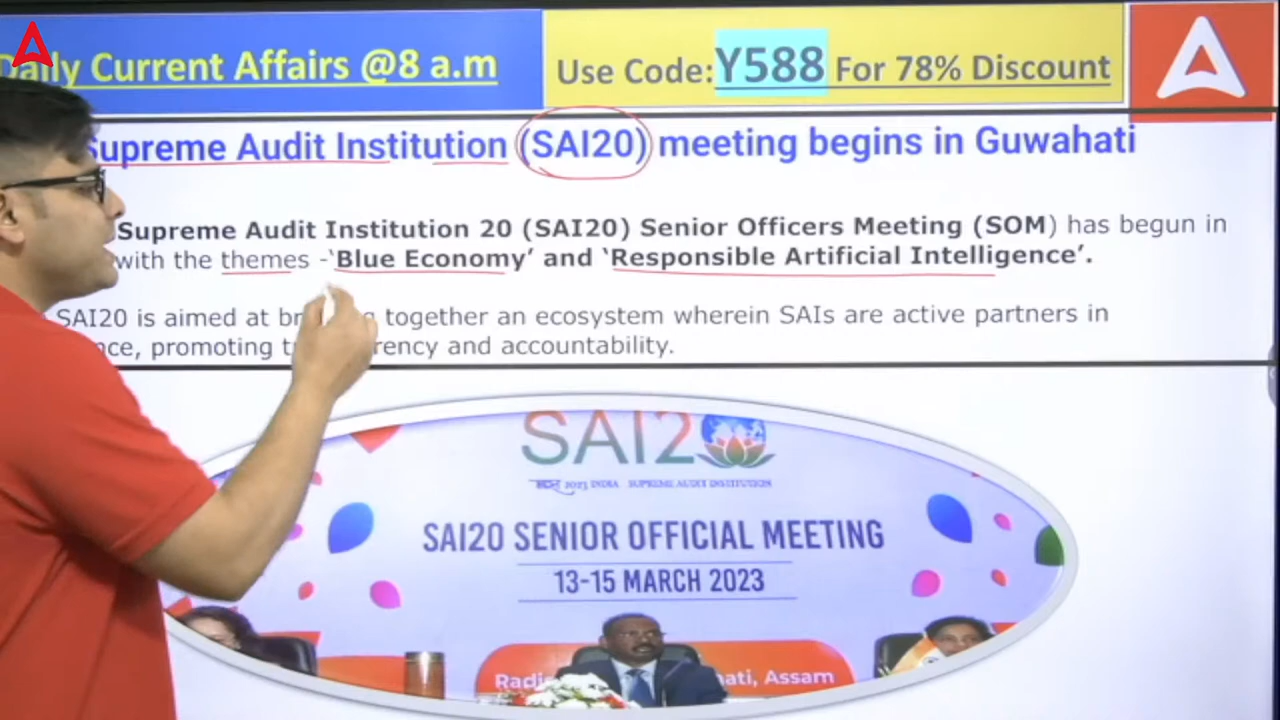 Daily Current Affairs @8 a.m
Use Code: Y588 For 78% Discount
Supreme Audit Institution (SAI20) meeting begins in Guwahati
Supreme Audit Institution 20 (SAI20) Senior Officers Meeting (SOM) has begun in
with the themes -‘Blue Economy’ and ‘Responsible Artificial Intelligence’.
SAI20 is aimed at together an ecosystem wherein SAIs are active partners in
promoting and accountability.
SAI20
2023 INDIA SUPREME AUDIT INSTITUTION
SAI20 SENIOR OFFICIAL MEETING
13-15 MARCH 2023
Assam